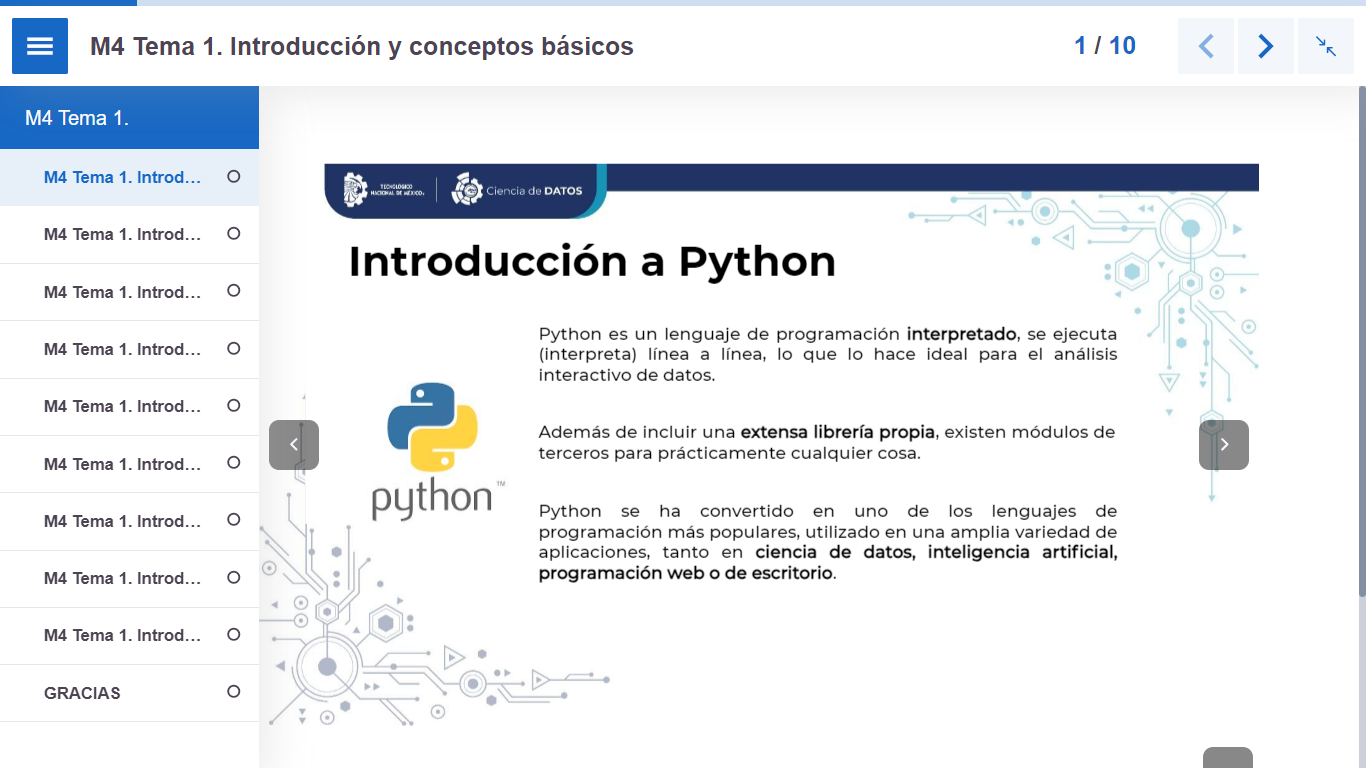 M4 Tema 1. Introducción y conceptos básicos
1 / 10
M4 Tema 1.
M4 Tema 1. Introd...
M4 Tema 1. Introd...
M4 Tema 1. Introd...
M4 Tema 1. Introd...
M4 Tema 1. Introd...
M4 Tema 1. Introd...
M4 Tema 1. Introd...
M4 Tema 1. Introd...
M4 Tema 1. Introd...
GRACIAS
TECNOLÓGICO
NACIONAL DE MÉXICO
Ciencia de DATOS
Introducción a Python
Python es un lenguaje de programación interpretado, se ejecuta
(interpreta) línea a línea, lo que lo hace ideal para el análisis
interactivo de datos.
Además de incluir una extensa librería propia, existen módulos de
terceros para prácticamente cualquier cosa.
Python se ha convertido en uno de los lenguajes de
programación más populares, utilizado en una amplia variedad de
aplicaciones, tanto en ciencia de datos, inteligencia artificial,
programación web o de escritorio.
python™